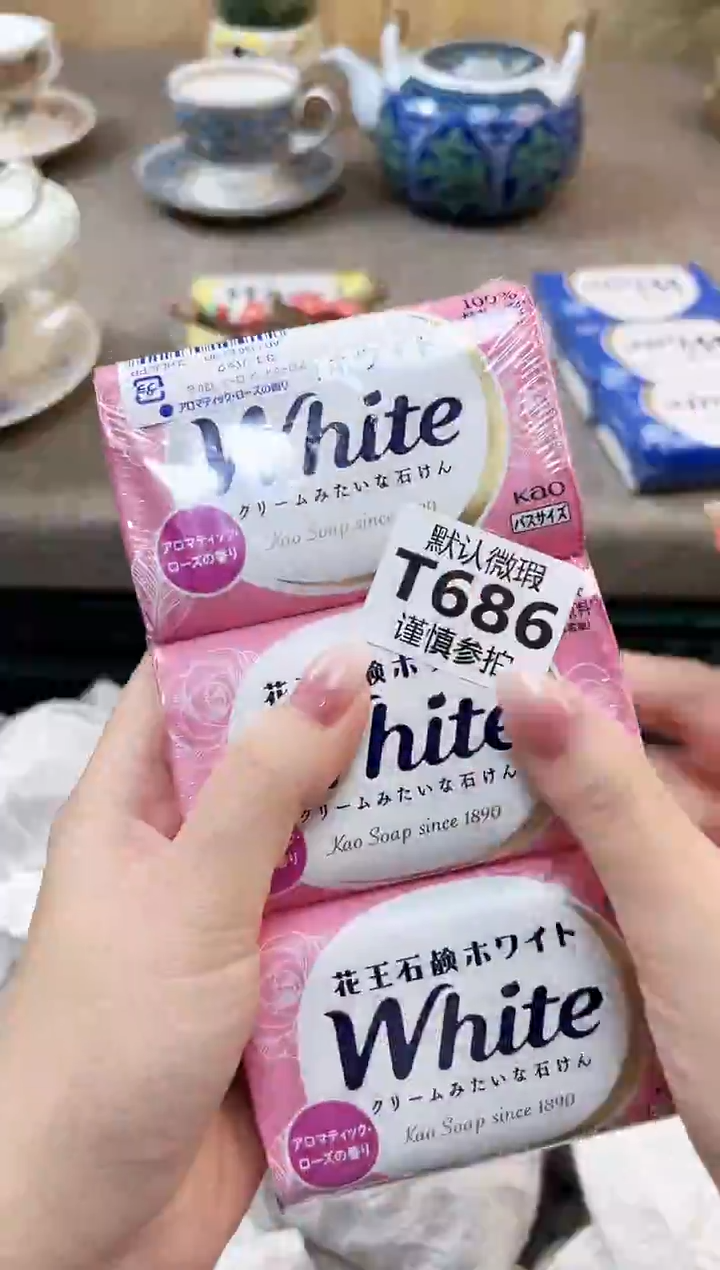 100%
アロマティック・ローズの香り
White
クリームみたいな石けん
Kao Soap since
アロマティック・
ローズの香り
Kao
バスサイズ
默认微瑕
T686
谨慎参拍
White
クリームみたいな石けん
Kao Soap since 1890
花王石鹸ホワイト
White
クリームみたいな石けん
Kao Soap since 1890
アロマティック・
ローズの香り